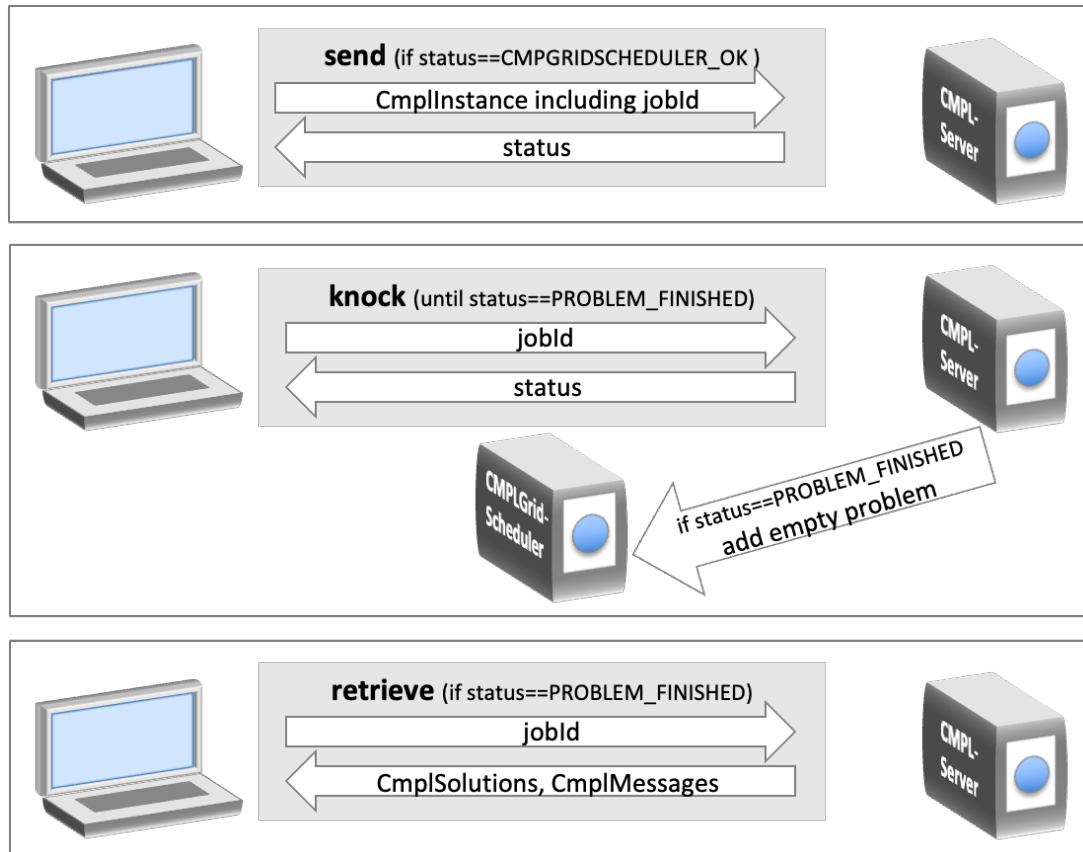 send (if status==CMPGRIDSCHEDULER_OK )
CmplInstance including jobId
status
CMPL-
Server
knock (until status==PROBLEM_FINISHED)
jobId
status
CMPL-
Server
if status==PROBLEM_FINISHED
add empty problem
CMPLGrid-
Scheduler
retrieve (if status==PROBLEM_FINISHED)
jobId
CmplSolutions, CmplMessages
CMPL-
Server